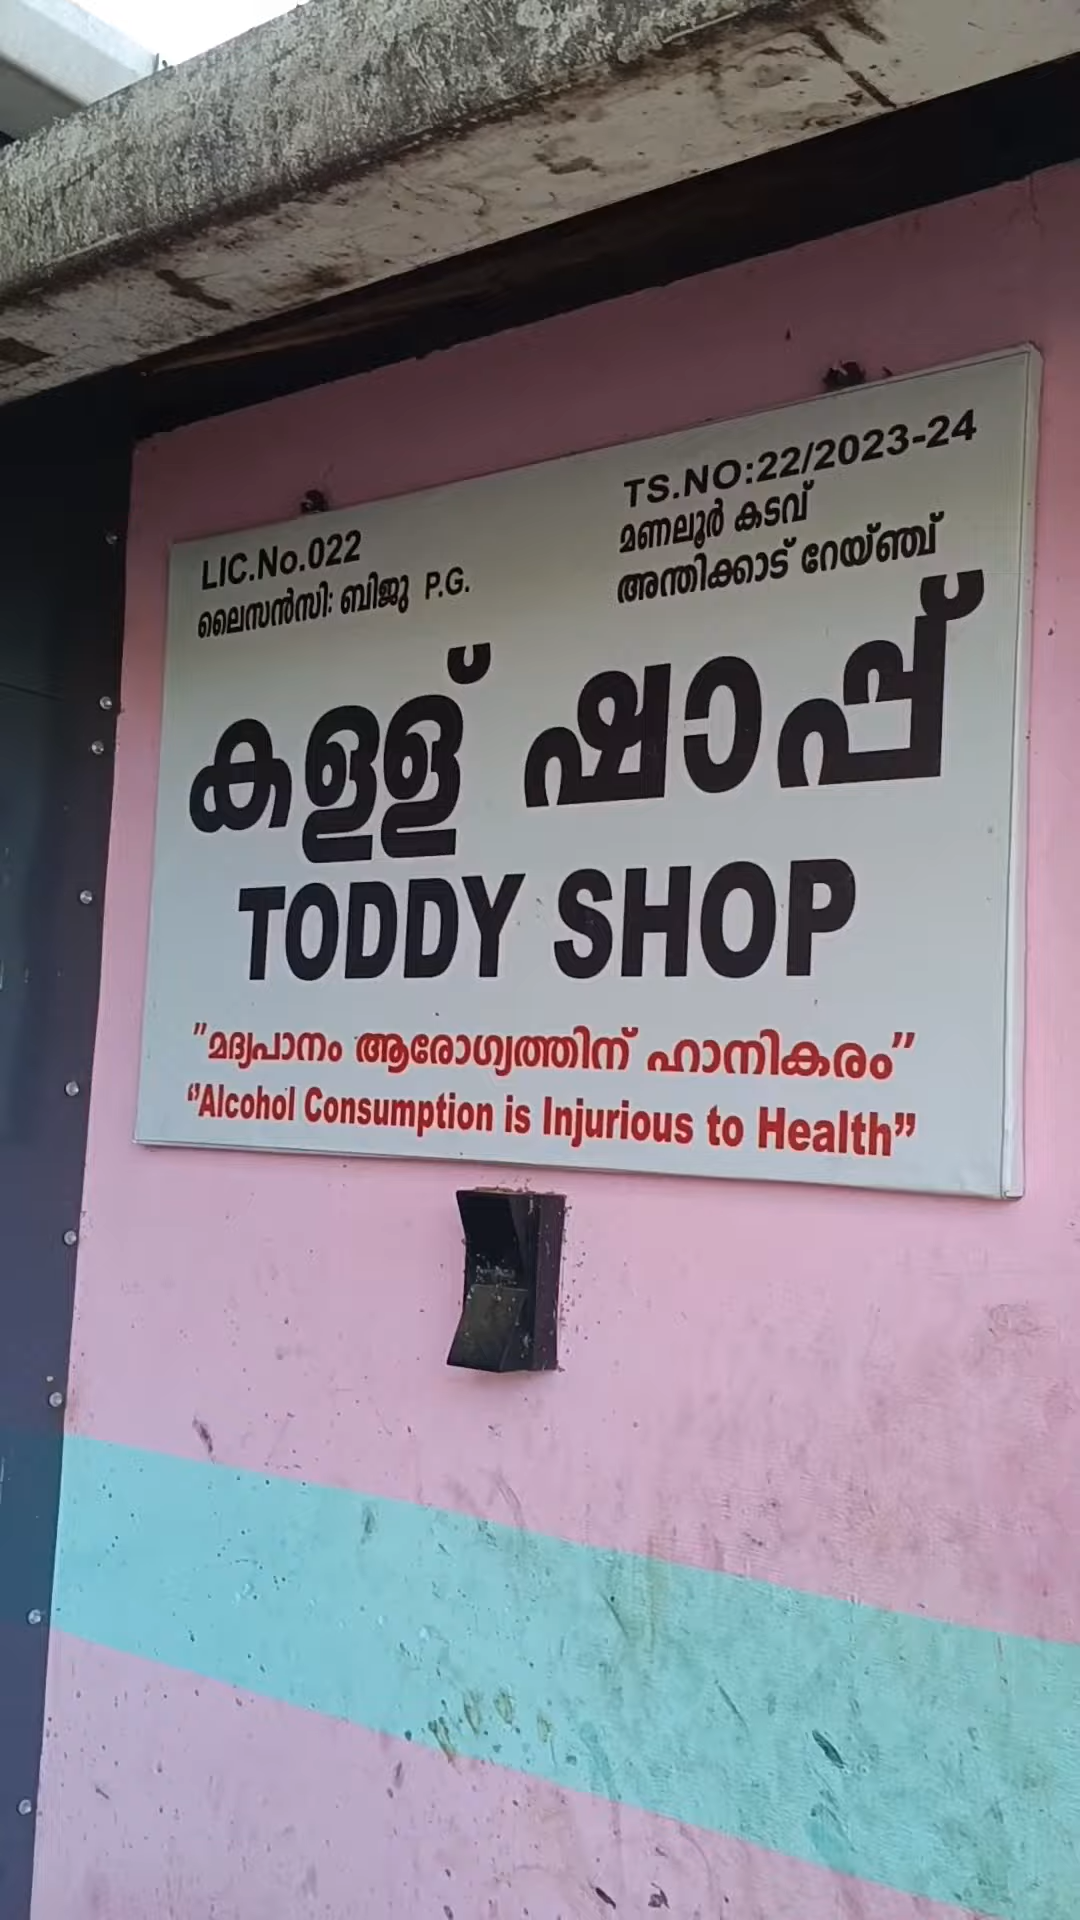 LIC.No.022
ലൈസൻസി: ബിജു P.G.
TS.NO:22/2023-24
മണലൂർ കടവ്
അന്തിക്കാട് റേയ്ഞ്ച്
കള്ള് ഷാപ്പ്
TODDY SHOP
"മദ്യപാനം ആരോഗ്യത്തിന് ഹാനികരം"
"Alcohol Consumption is Injurious to Health"